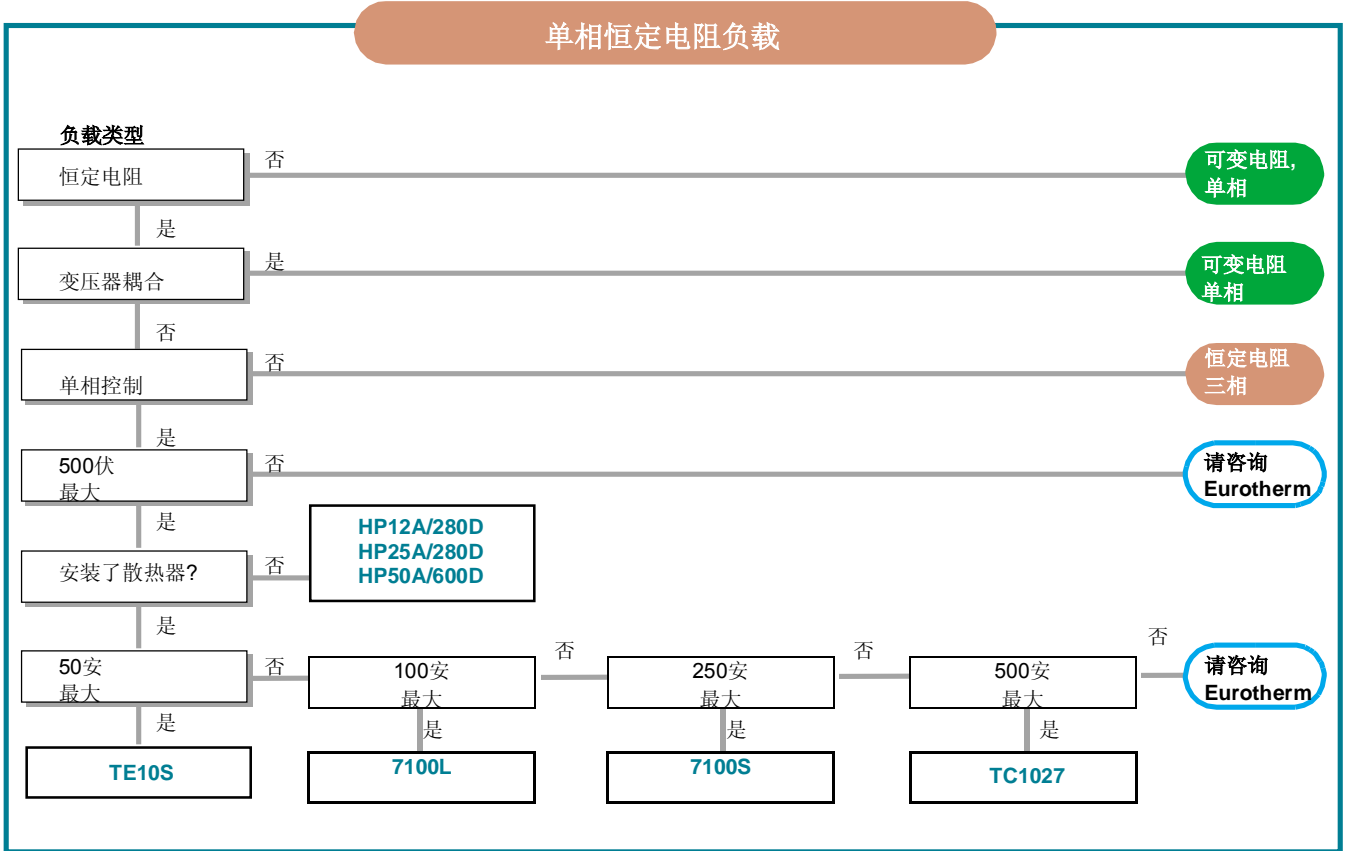 单相恒定电阻负载
负载类型
恒定电阻
否
可变电阻,
单相
是
变压器耦合
是
可变电阻
单相
否
单相控制
否
恒定电阻
三相
是
500伏
最大
否
请咨询
Eurotherm
是
安装了散热器?
否
HP12A/280D
HP25A/280D
HP50A/600D
是
50安
最大
否
100安
最大
否
250安
最大
否
500安
最大
否
请咨询
Eurotherm
是
是
是
是
TE10S
7100L
7100S
TC1027